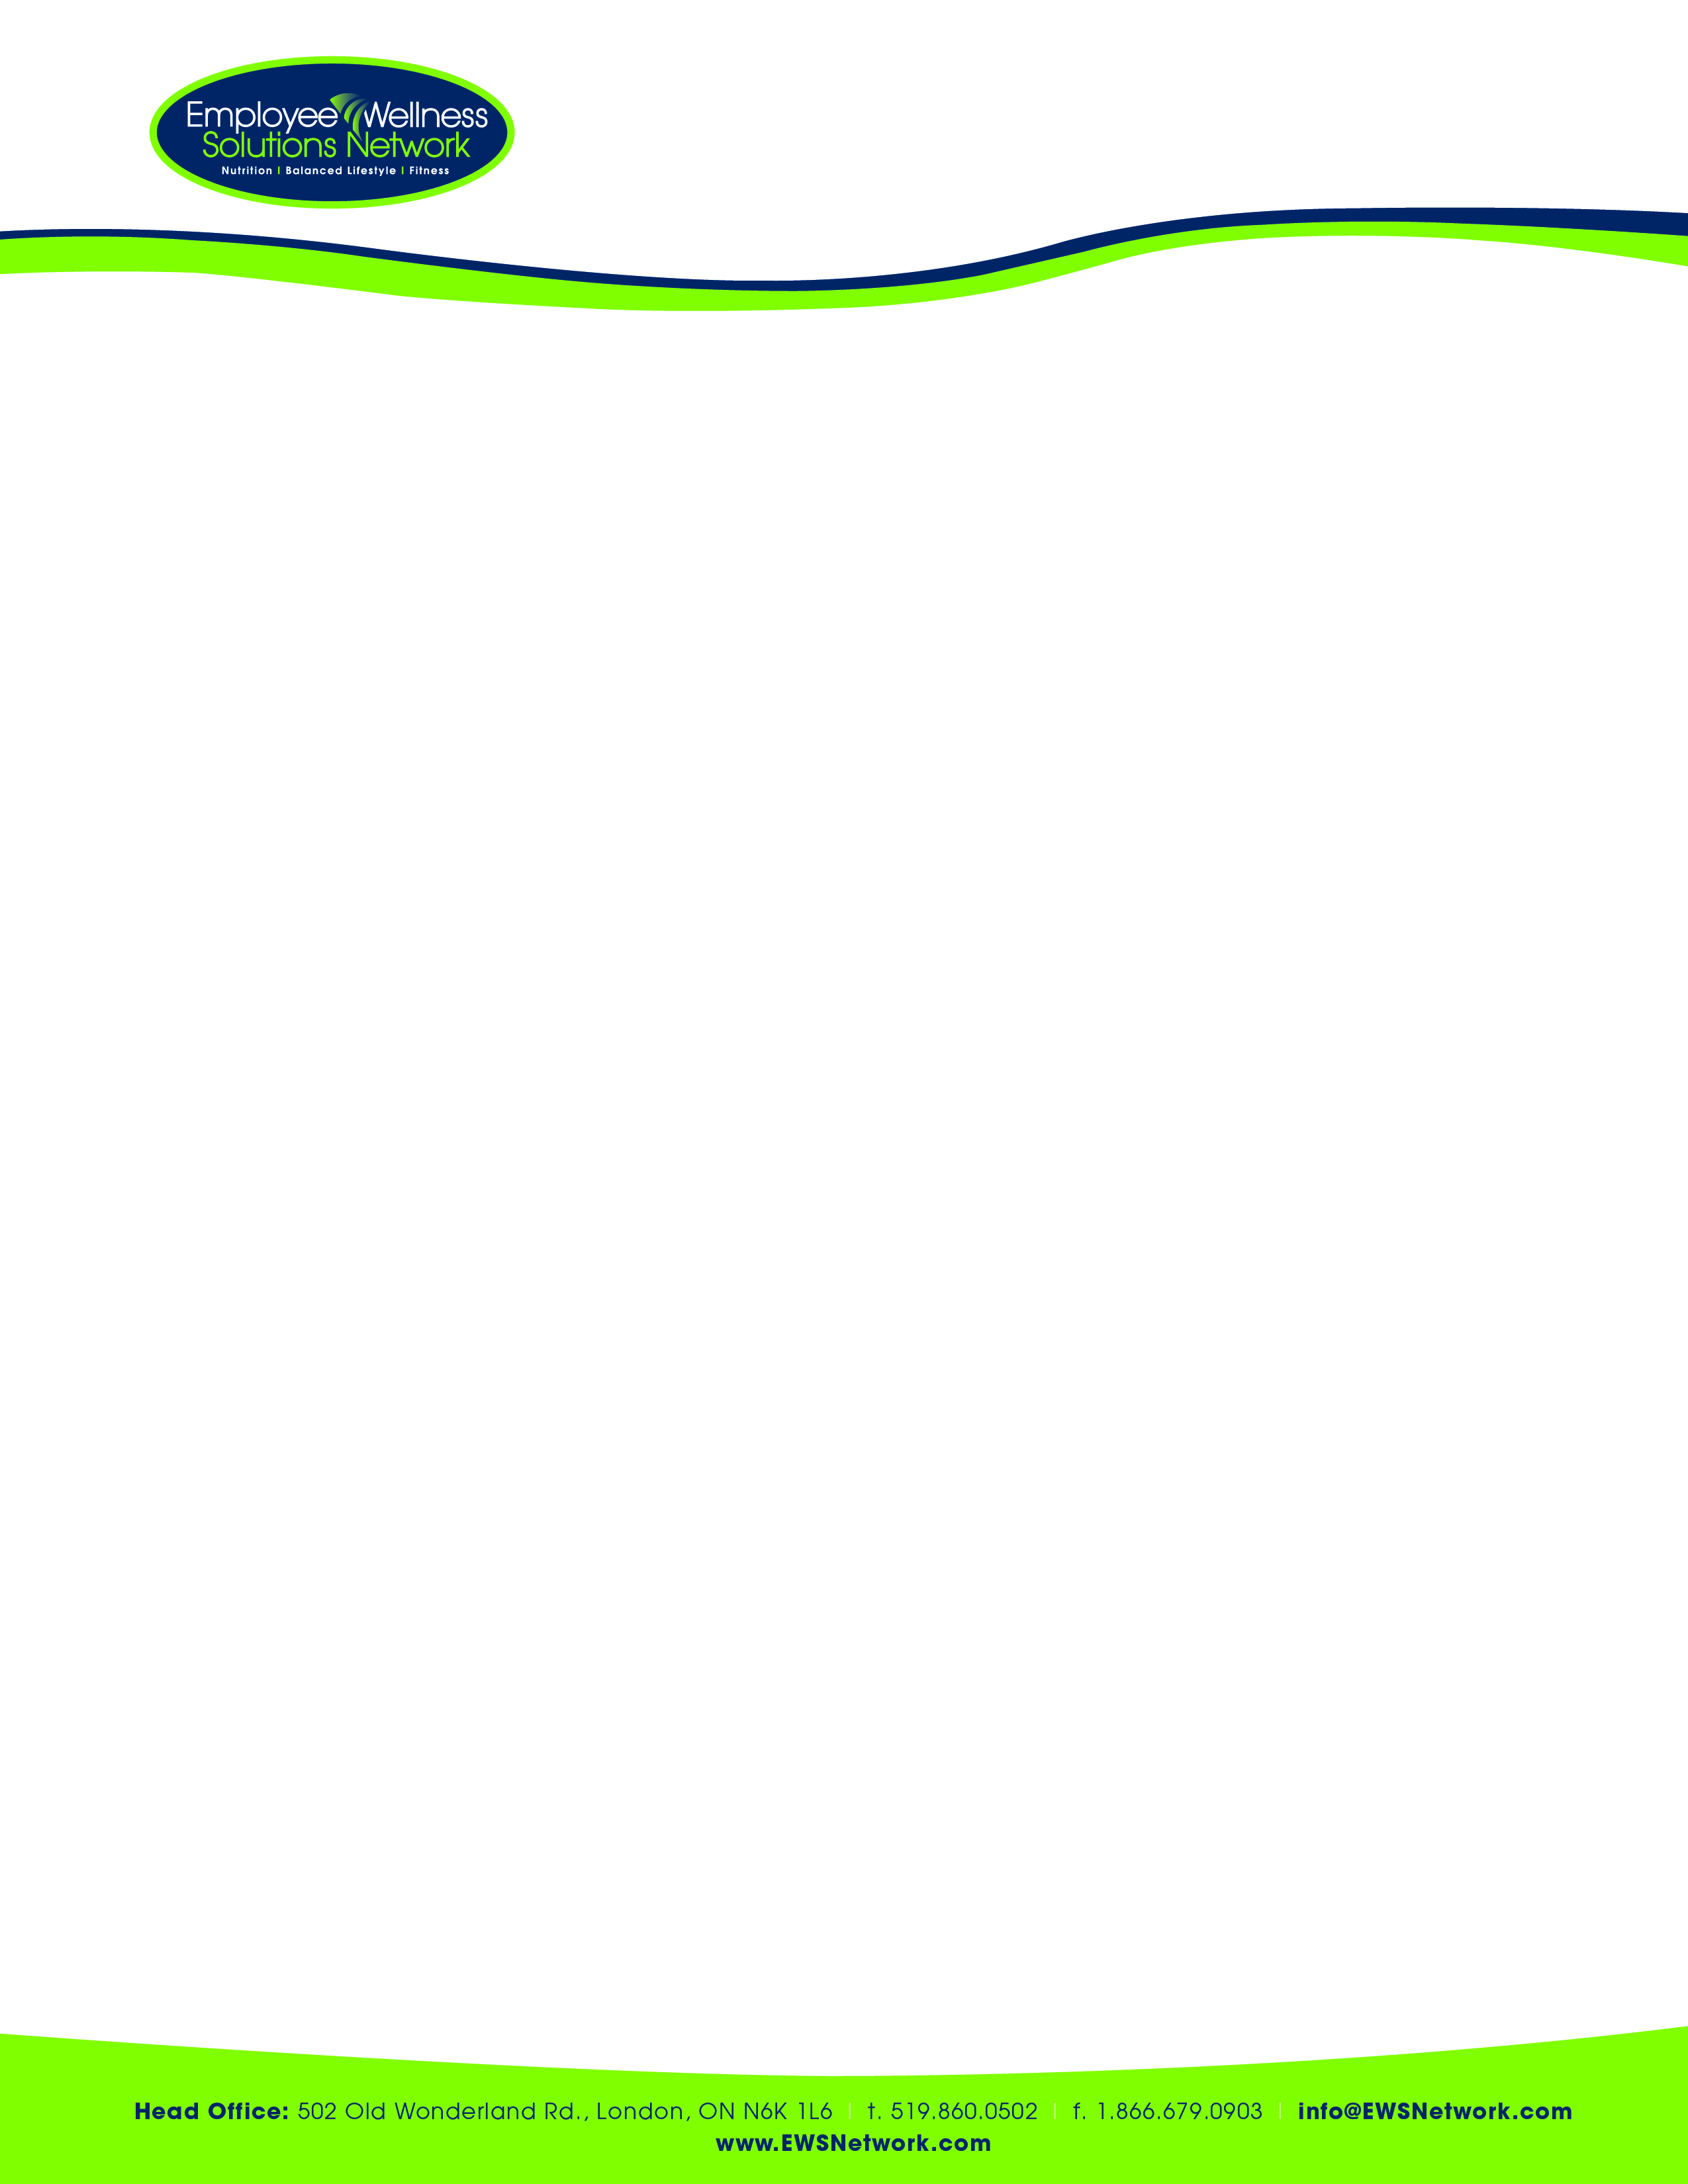 Employee Wellness
Solutions Network
Nutrition | Balanced Lifestyle | Fitness
Head Office: 502 Old Wonderland Rd., London, ON N6K 1L6 | t. 519.860.0502 | f. 1.866.679.0903 | info@EWSNetwork.com
www.EWSNetwork.com